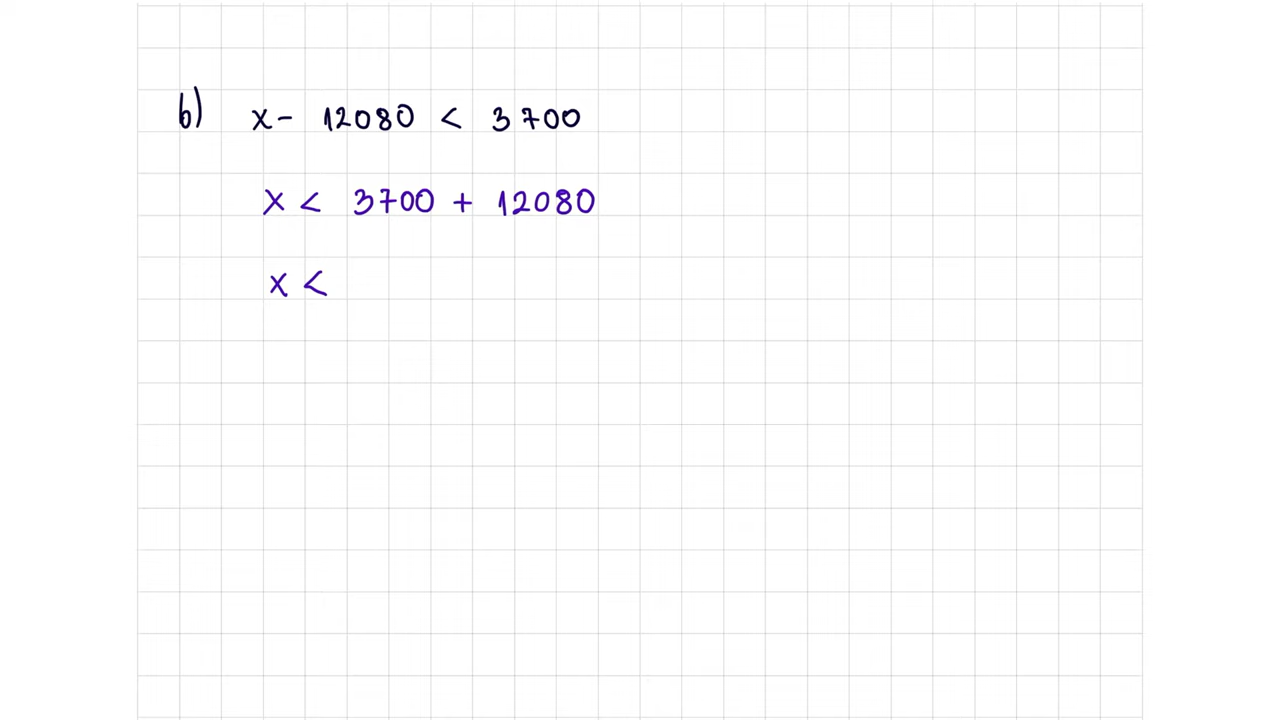 b) x - 12080 < 3700
x < 3700 + 12080
x <